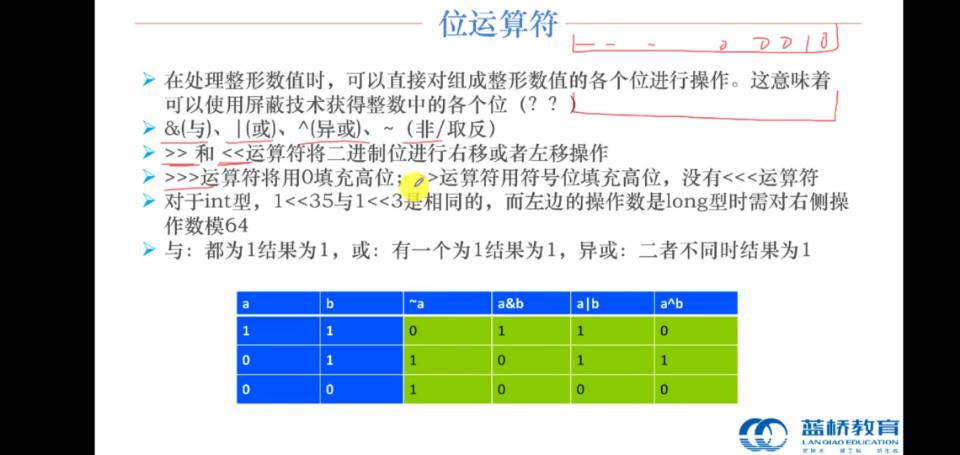 位运算符
-- - 0 0010
在处理整形数值时，可以直接对组成整形数值的各个位进行操作。这意味着
可以使用屏蔽技术获得整数中的各个位（？？）
&(与)、|(或)、^(异或)、~（非/取反）
>> 和 <<运算符将二进制位进行右移或者左移操作
>>>运算符将用0填充高位；>>运算符用符号位填充高位，没有<<<运算符
对于int型，1<<35与1<<3是相同的，而左边的操作数是long型时需对右侧操
作数模64
与：都为1结果为1，或：有一个为1结果为1，异或：二者不同时结果为1
a b ~a a&b a|b a^b
1 1 0 1 1 0
0 1 1 0 1 1
0 0 1 0 0 0
蓝桥教育
LAN QIAO EDUCATION